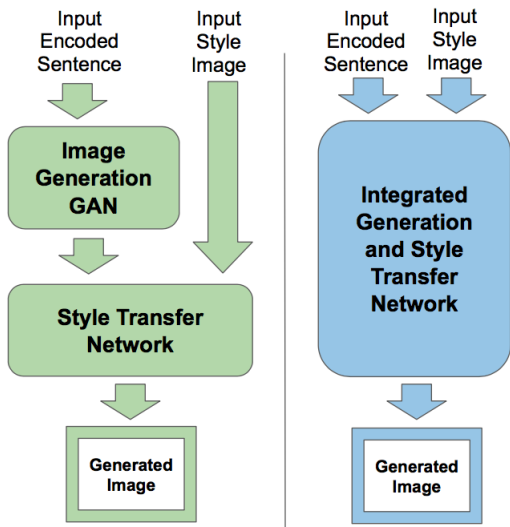 Input
Encoded
Sentence
Input
Style
Image
Image
Generation
GAN
Style Transfer
Network
Generated
Image
Input
Encoded
Sentence
Input
Style
Image
Integrated
Generation
and Style
Transfer
Network
Generated
Image